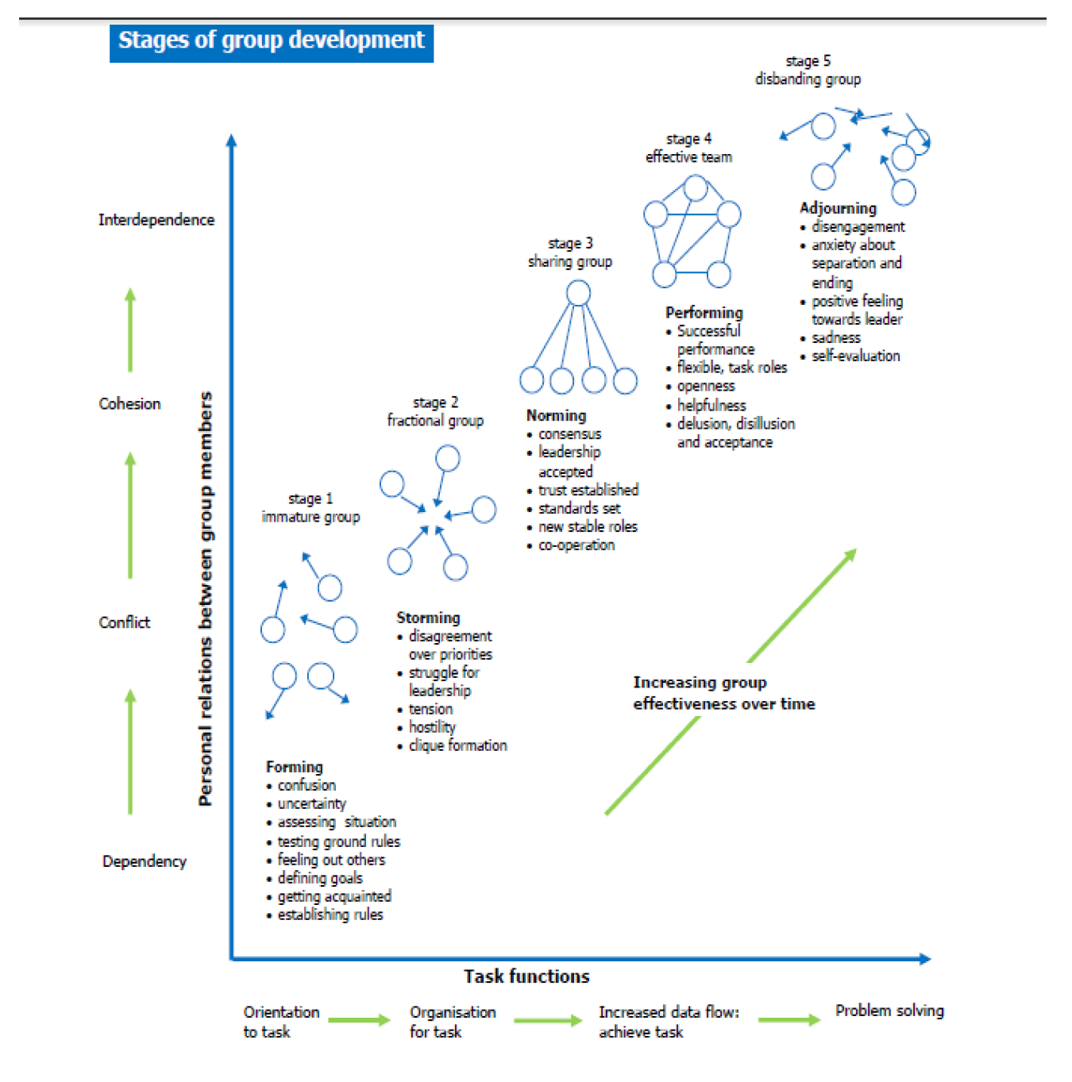 Stages of group development
stage 5
disbanding group
stage 4
effective team
Interdependence
Adjourning
• disengagement
• anxiety about
separation and
ending
• positive feeling
towards leader
• sadness
• self-evaluation
stage 3
sharing group
Performing
• Successful
performance
• flexible, task roles
• openness
• helpfulness
• delusion, disillusion
and acceptance
Cohesion
stage 2
fractional group
Norming
• consensus
• leadership
accepted
• trust established
• standards set
• new stable roles
• co-operation
stage 1
immature group
Personal relations between group members
Conflict
Storming
• disagreement
over priorities
• struggle for
leadership
• tension
• hostility
• clique formation
Increasing group
effectiveness over time
Forming
• confusion
• uncertainty
• assessing situation
• testing ground rules
• feeling out others
• defining goals
• getting acquainted
• establishing rules
Dependency
Task functions
Orientation
to task
Organisation
for task
Increased data flow:
achieve task
Problem solving